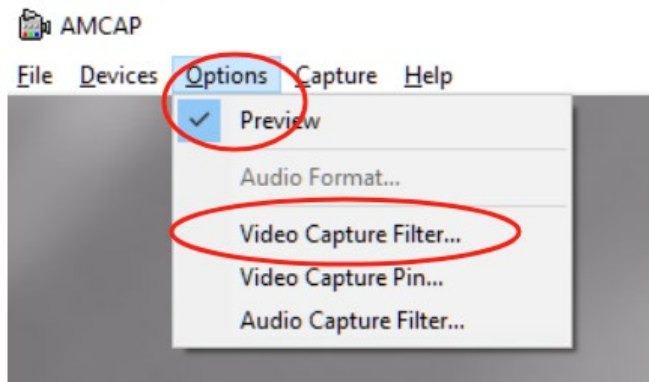 AMCAP
File Devices Options Capture Help
Preview
Audio Format...
Video Capture Filter...
Video Capture Pin...
Audio Capture Filter...